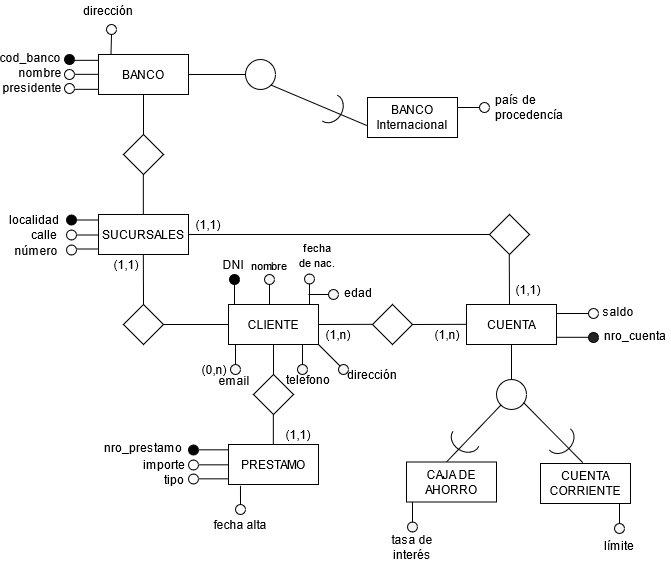 dirección
cod_banco
nombre
presidente
BANCO
BANCO
Internacional
país de
procedencía
localidad
calle
número
SUCURSALES
(1,1)
(1,1)
DNI
nombre
fecha
de nac.
edad
(1,1)
CLIENTE
(1,n)
(1,n)
CUENTA
saldo
nro_cuenta
(0,n)
email
telefono
dirección
nro_prestamo
importe
tipo
(1,1)
PRESTAMO
fecha alta
CAJA DE
AHORRO
CUENTA
CORRIENTE
tasa de
interés
límite